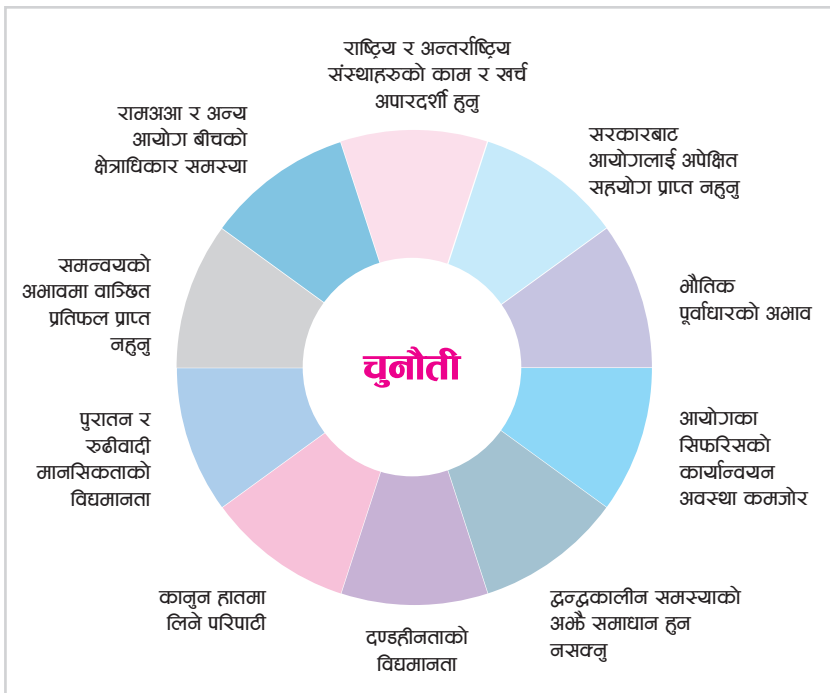 राष्ट्रिय र अन्तर्राष्ट्रिय
संस्थाहरुको काम र खर्च
अपारदर्शी हुनु
सरकारबाट
आयोगलाई अपेक्षित
सहयोग प्राप्त नहुनु
भौतिक
पूर्वाधारको अभाव
आयोगका
सिफरिसको
कार्यान्वयन
अवस्था कमजोर
द्वन्द्वकालीन समस्याको
अझै समाधान हुन
नसक्नु
दण्डहीनताको
विद्यमानता
कानुन हातमा
लिने परिपाटी
पुरातन र
रुढीवादी
मानसिकताको
विद्यमानता
समन्वयको
अभावमा वाञ्छित
प्रतिफल प्राप्त
नहुनु
रामअआ र अन्य
आयोग बीचको
क्षेत्राधिकार समस्या
चुनौती